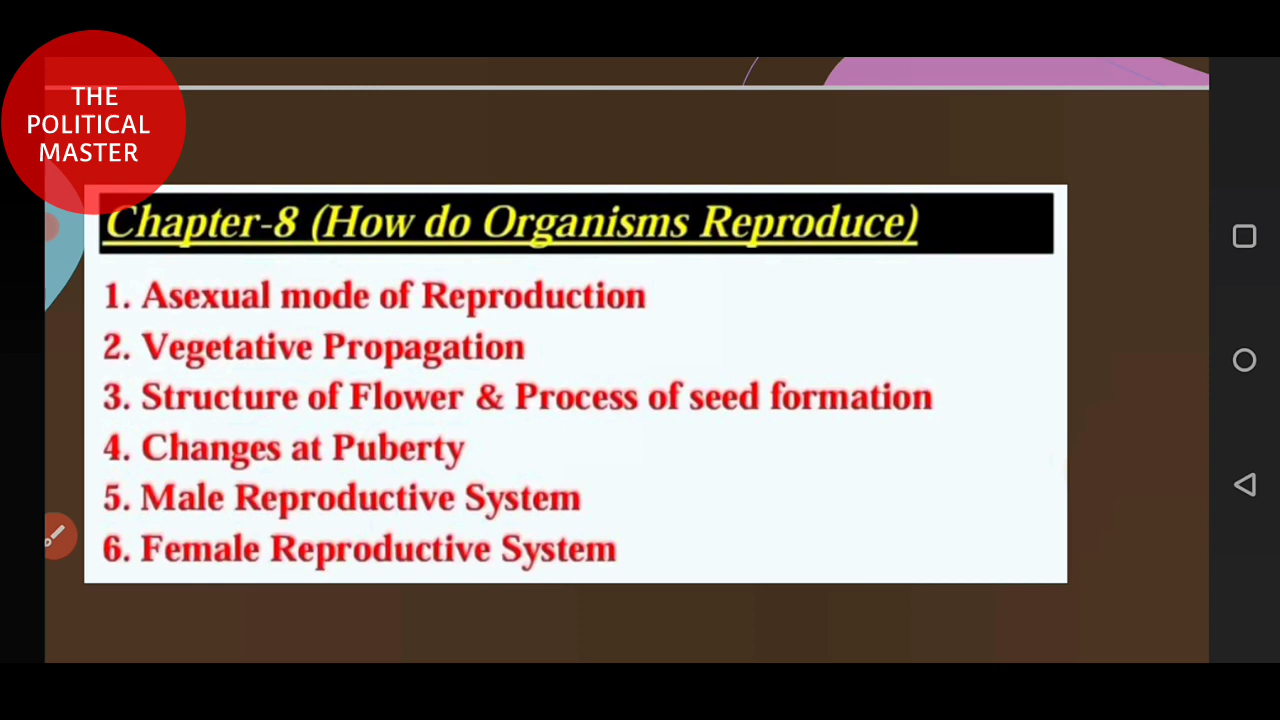 THE
POLITICAL
MASTER
Chapter-8 (How do Organisms Reproduce)
1. Asexual mode of Reproduction
2. Vegetative Propagation
3. Structure of Flower & Process of seed formation
4. Changes at Puberty
5. Male Reproductive System
6. Female Reproductive System